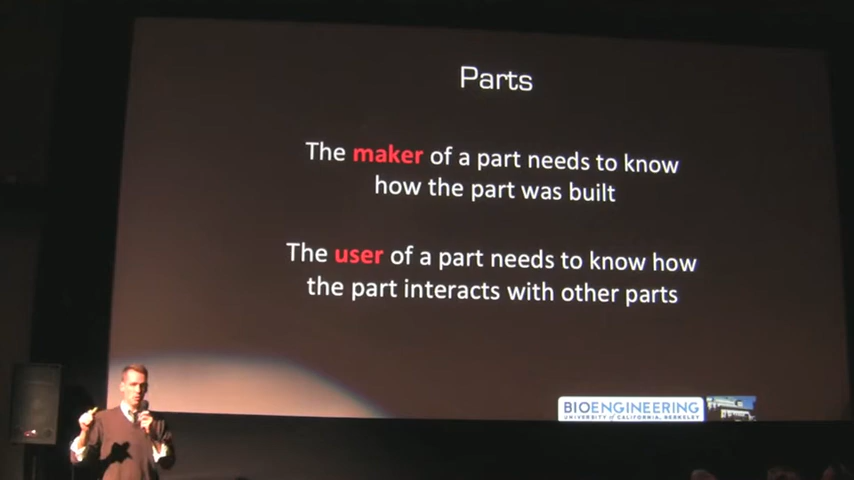 Parts
The maker of a part needs to know
how the part was built
The user of a part needs to know how
the part interacts with other parts
BIOENGINEERING
UNIVERSITY of CALIFORNIA, BERKELEY